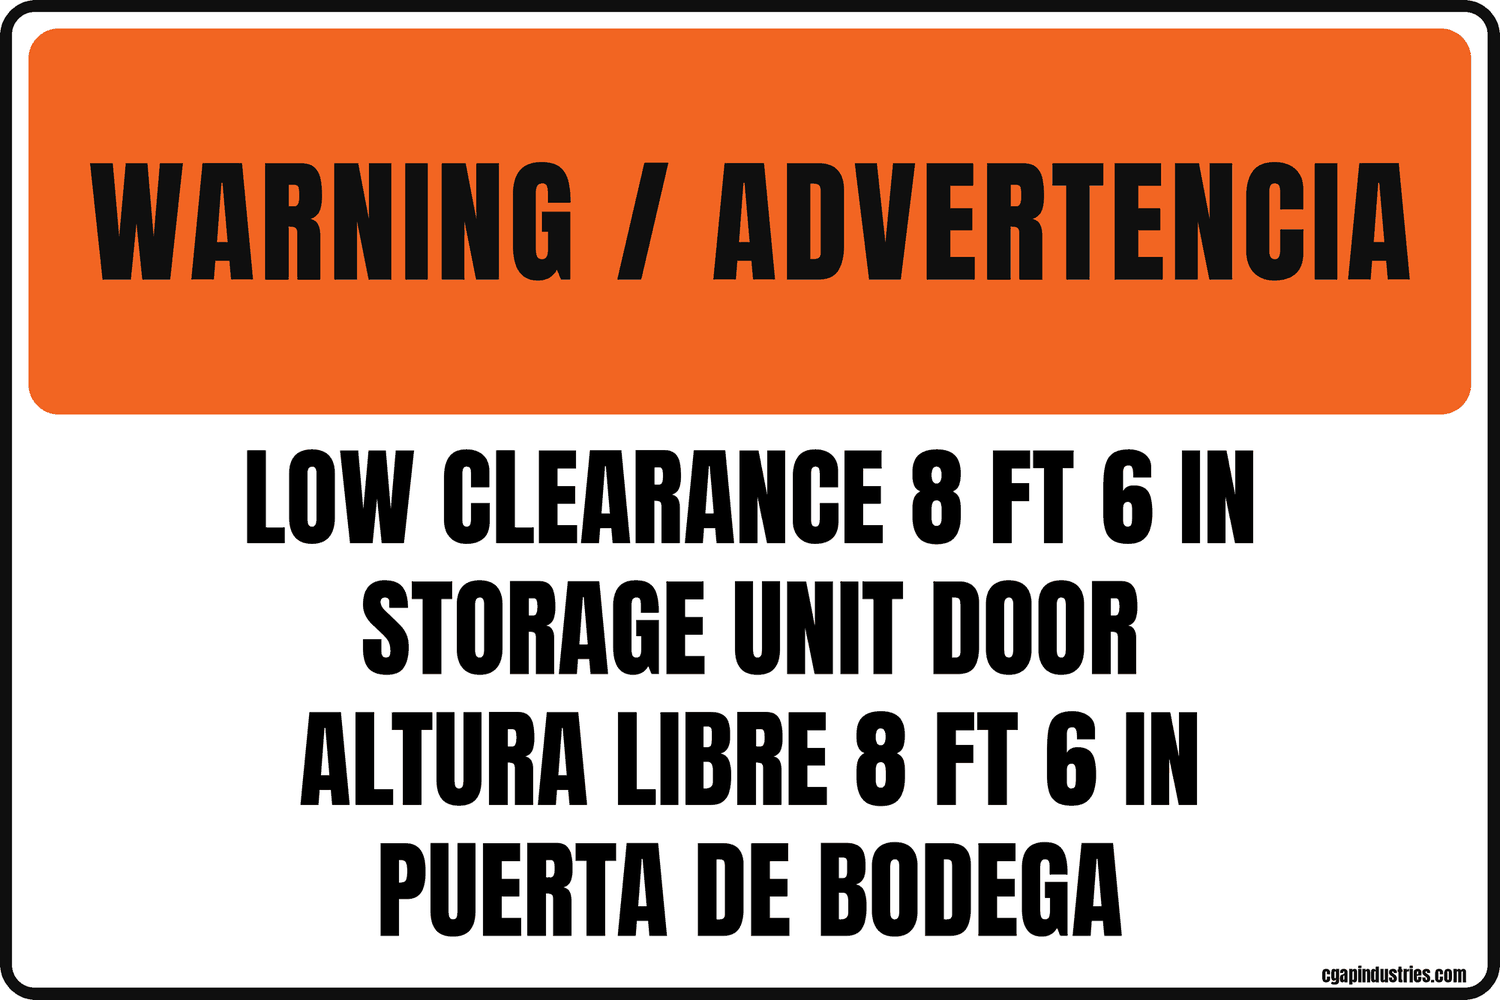 WARNING / ADVERTENCIA
LOW CLEARANCE 8 FT 6 IN
STORAGE UNIT DOOR
ALTURA LIBRE 8 FT 6 IN
PUERTA DE BODEGA
cgapindustries.com